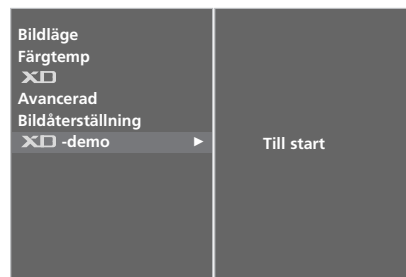 Bildläge
Färgtemp
XD
Avancerad
Bildåterställning
XD -demo ►
Till start